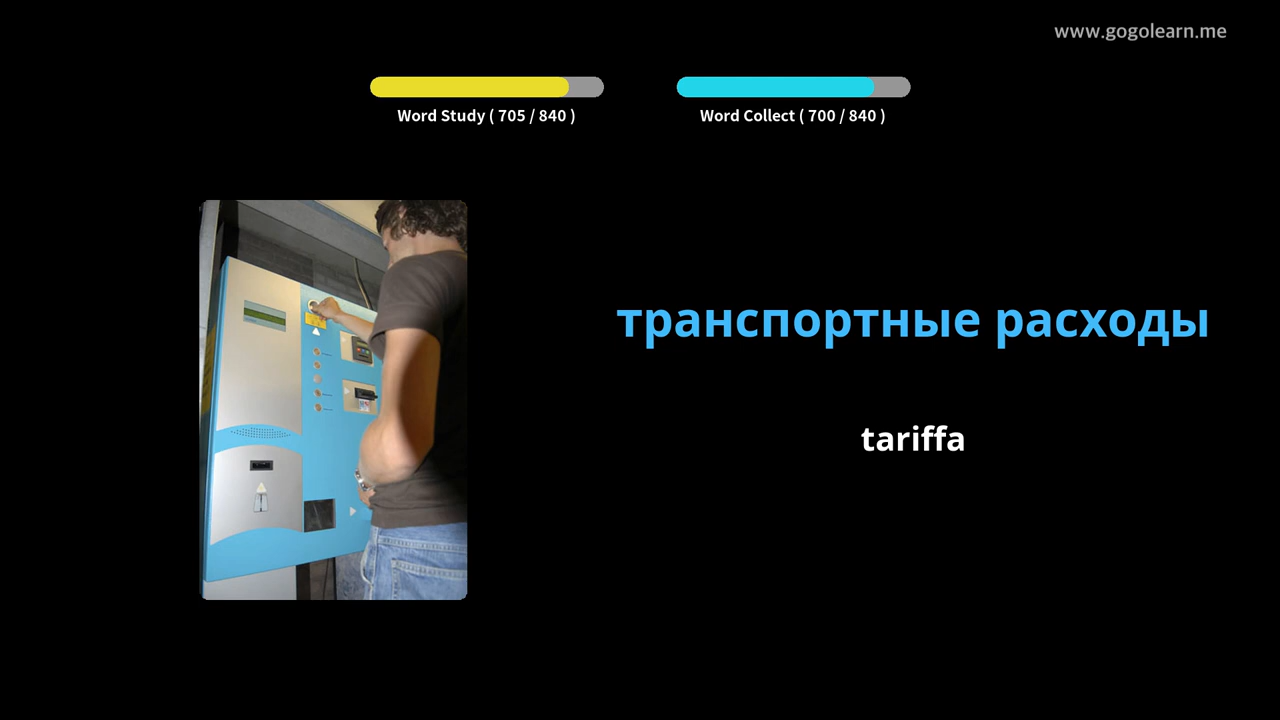 www.gogolearn.me
Word Study ( 705 / 840 )
Word Collect ( 700 / 840 )
транспортные расходы
tariffa